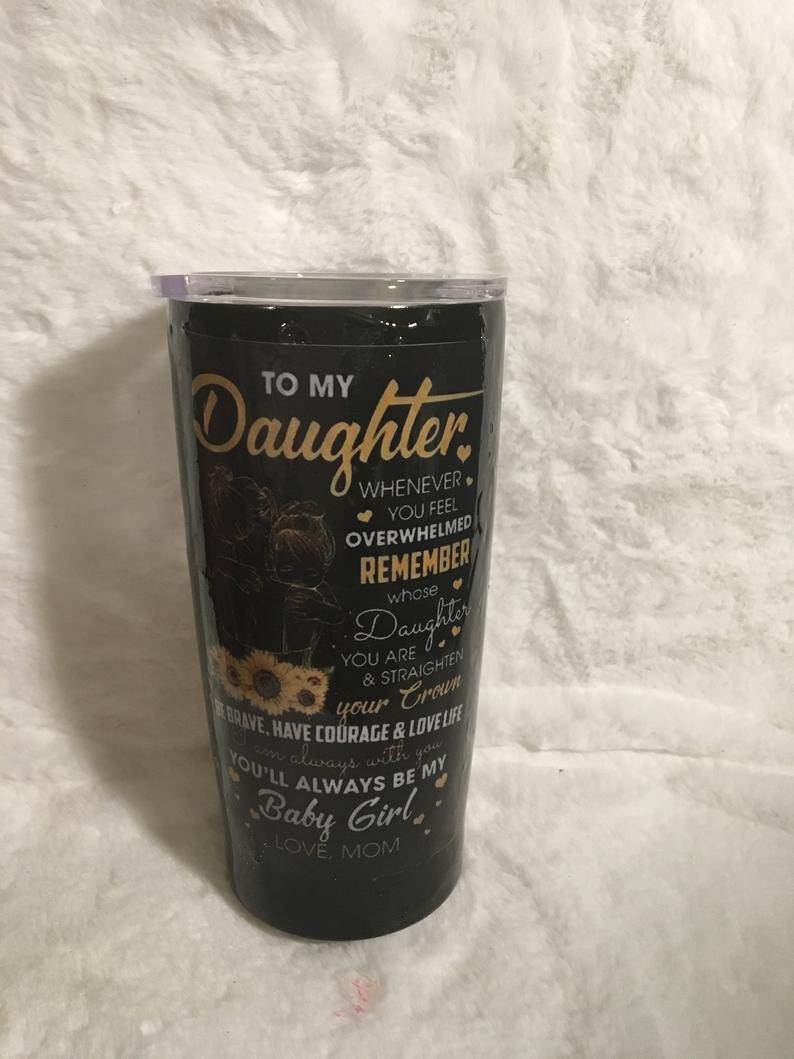 TO MY
Daughter
WHENEVER
YOU FEEL
OVERWHELMED
REMEMBER
whose
Daughter
YOU ARE
& STRAIGHTEN
your Crown
BE BRAVE, HAVE COURAGE & LOVE LIFE
I am always with you
YOU'LL ALWAYS BE MY
Baby Girl
LOVE, MOM